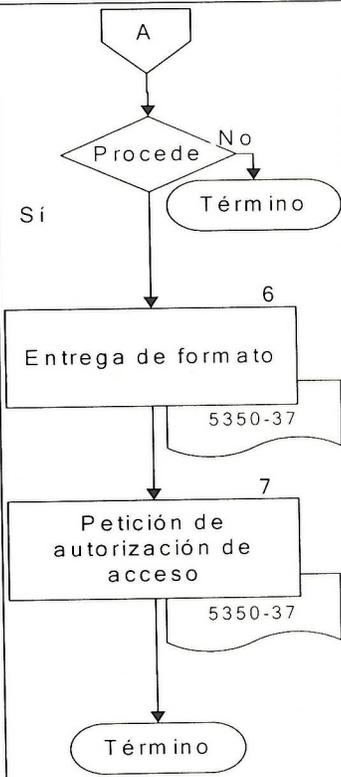 A
No
Procede
Término
Sí
6
Entrega de formato
5350-37
7
Petición de
autorización de
acceso
5350-37
Término